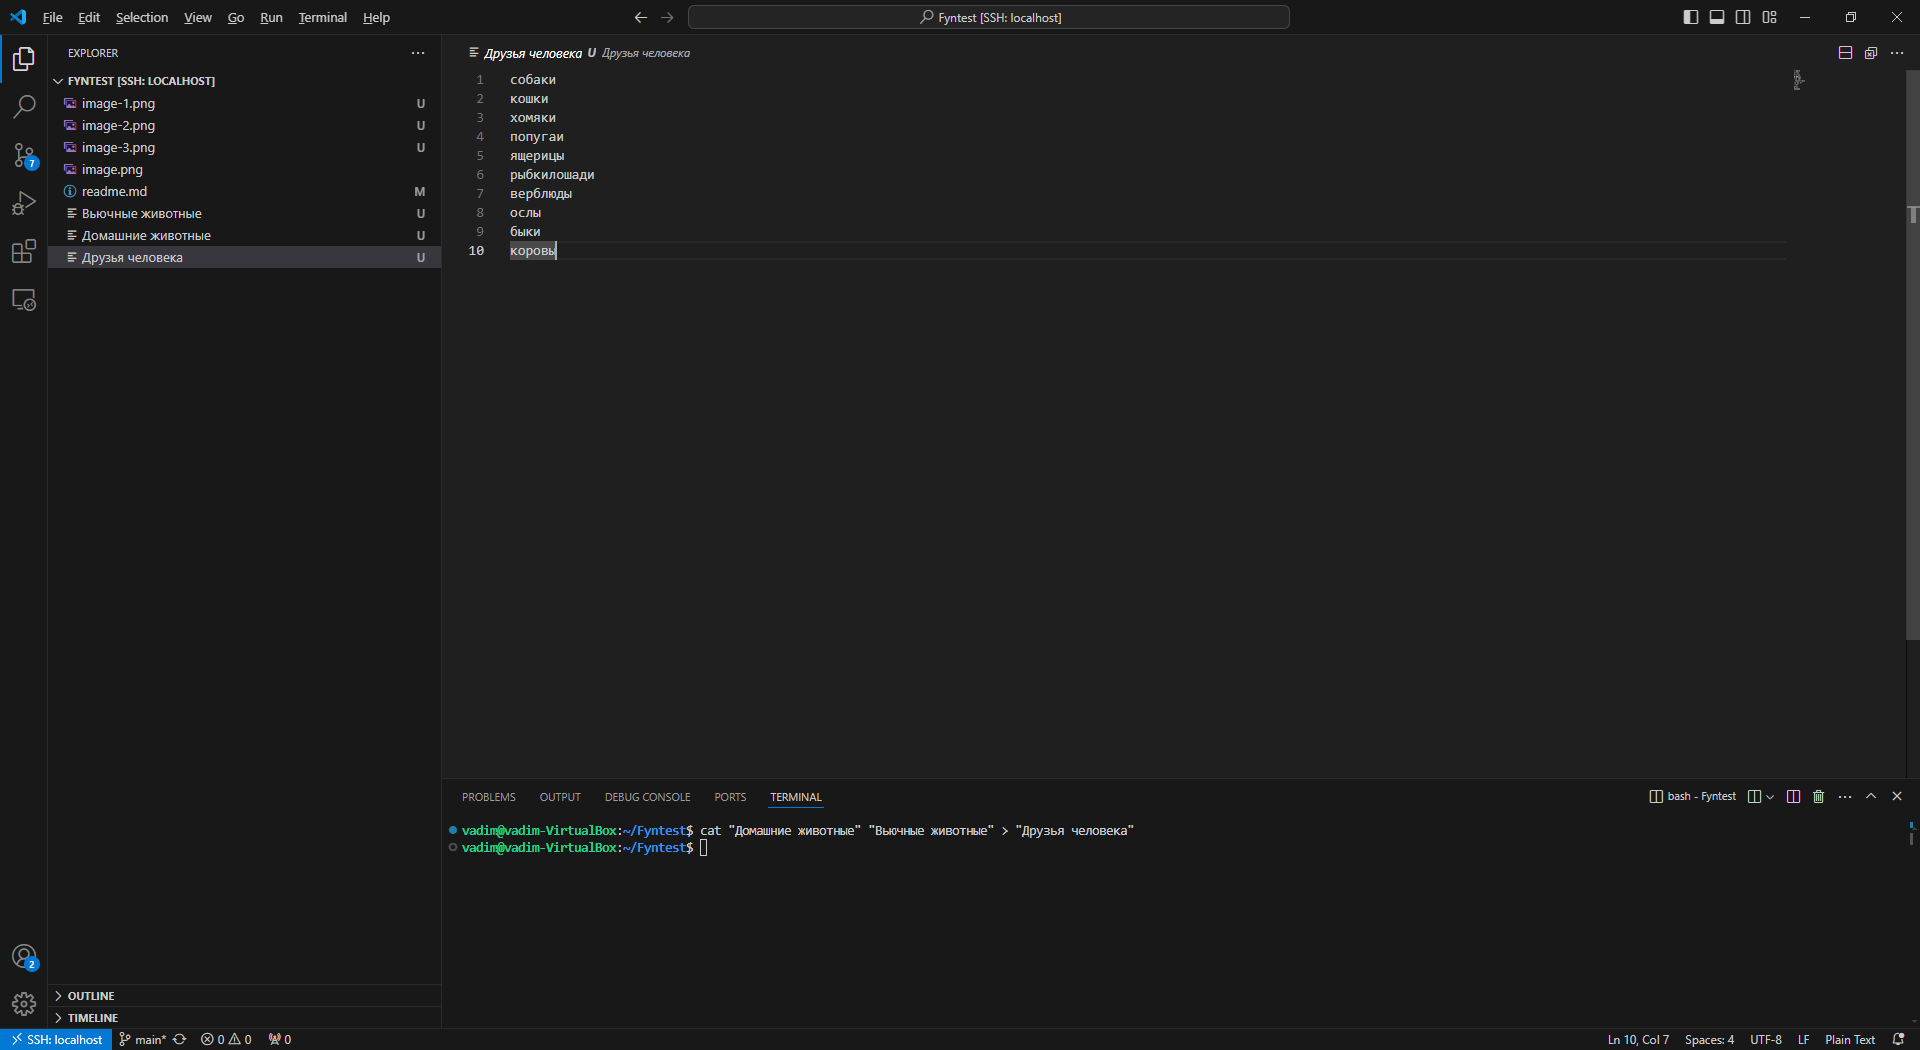 File Edit Selection View Go Run Terminal Help
Fyntest [SSH: localhost]
EXPLORER
FYNTEST [SSH: LOCALHOST]
image-1.png U
image-2.png U
image-3.png U
image.png
readme.md M
Вьючные животные U
Домашние животные U
Друзья человека U
OUTLINE
TIMELINE
7
2
Друзья человека U Друзья человека
1 собаки
2 кошки
3 хомяки
4 попугаи
5 ящерицы
6 рыбкилошади
7 верблюды
8 ослы
9 быки
10 коровы
PROBLEMS OUTPUT DEBUG CONSOLE PORTS TERMINAL
bash - Fyntest
vadim@vadim-VirtualBox:~/Fyntest$ cat "Домашние животные" "Вьючные животные" > "Друзья человека"
vadim@vadim-VirtualBox:~/Fyntest$
SSH: localhost main* 0 0 0
Ln 10, Col 7 Spaces: 4 UTF-8 LF Plain Text